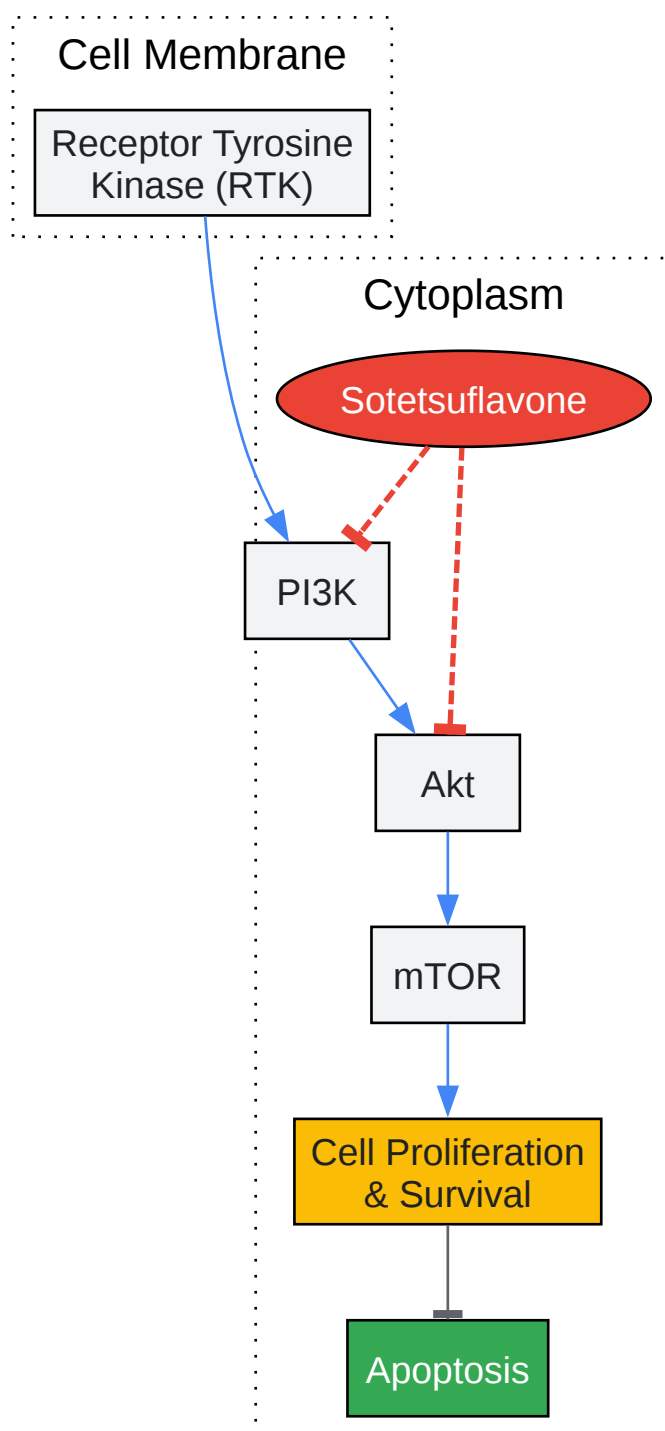 Cell Membrane
Receptor Tyrosine
Kinase (RTK)
Cytoplasm
Sotetsuflavone
PI3K
Akt
mTOR
Cell Proliferation
& Survival
Apoptosis